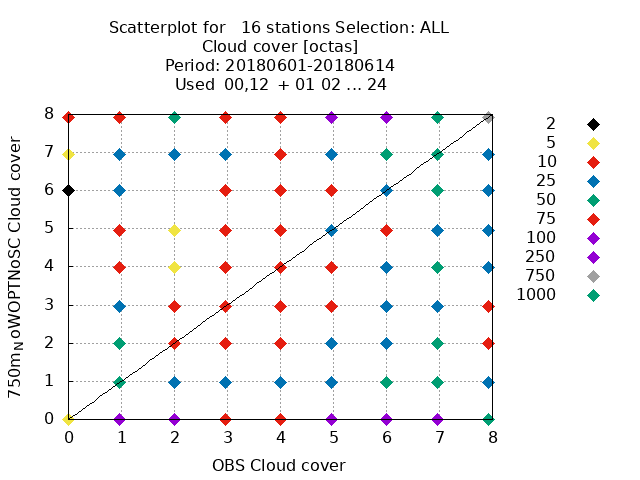 Scatterplot for   16 stations Selection: ALL
Cloud cover [octas]
Period: 20180601-20180614
Used  00,12  + 01 02 ... 24
750m_NoWOPTNoSC Cloud cover
8
7
6
5
4
3
2
1
0
0 1 2 3 4 5 6 7 8
OBS Cloud cover
2
5
10
25
50
75
100
250
750
1000